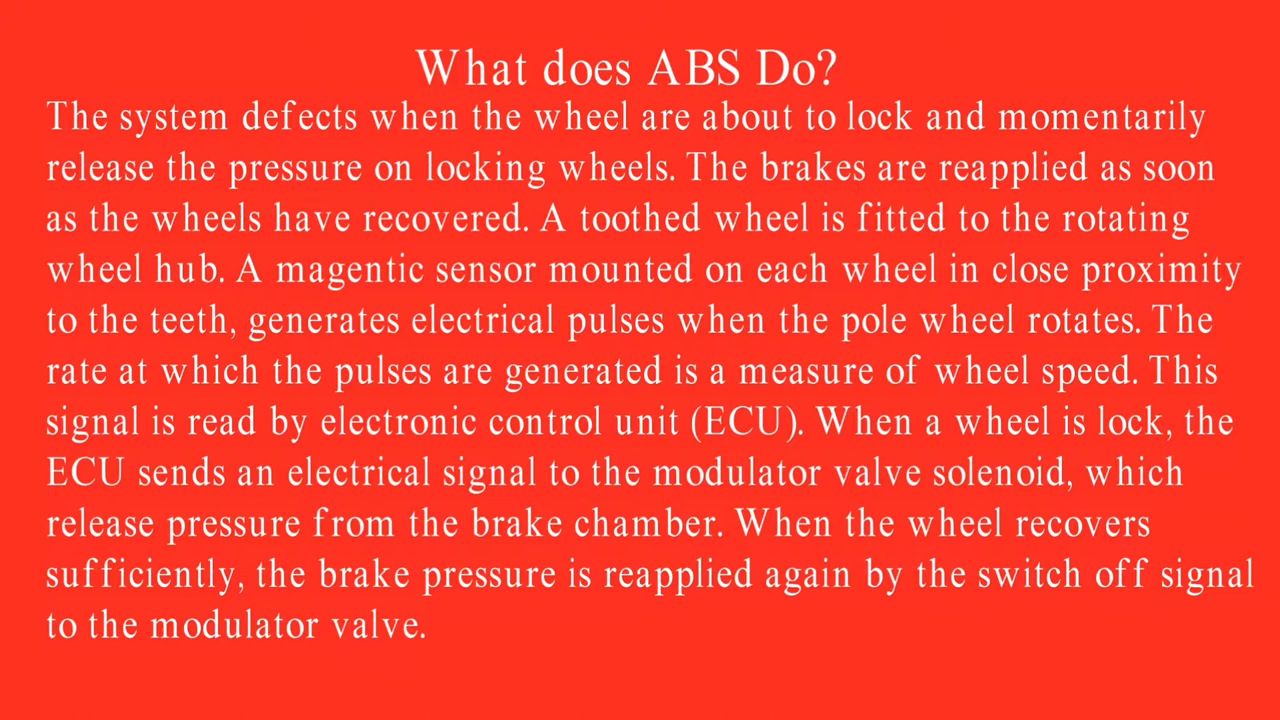 What does ABS Do?
The system defects when the wheel are about to lock and momentarily
release the pressure on locking wheels. The brakes are reapplied as soon
as the wheels have recovered. A toothed wheel is fitted to the rotating
wheel hub. A magentic sensor mounted on each wheel in close proximity
to the teeth, generates electrical pulses when the pole wheel rotates. The
rate at which the pulses are generated is a measure of wheel speed. This
signal is read by electronic control unit (ECU). When a wheel is lock, the
ECU sends an electrical signal to the modulator valve solenoid, which
release pressure from the brake chamber. When the wheel recovers
sufficiently, the brake pressure is reapplied again by the switch off signal
to the modulator valve.